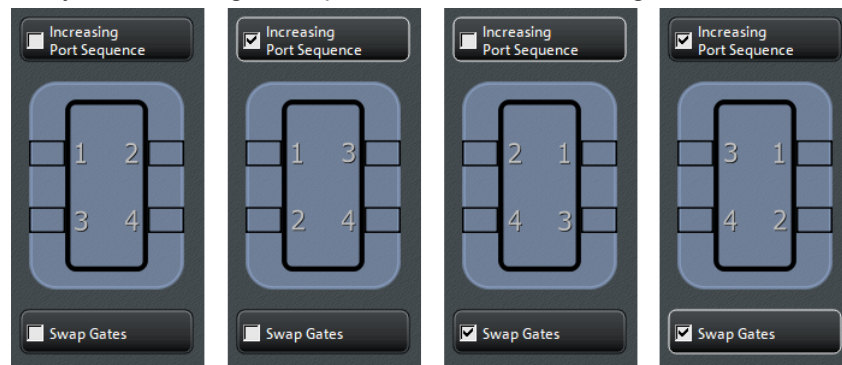 Increasing
Port Sequence
1 2
3 4
Swap Gates
Increasing
Port Sequence
1 3
2 4
Swap Gates
Increasing
Port Sequence
2 1
4 3
Swap Gates
Increasing
Port Sequence
3 1
4 2
Swap Gates